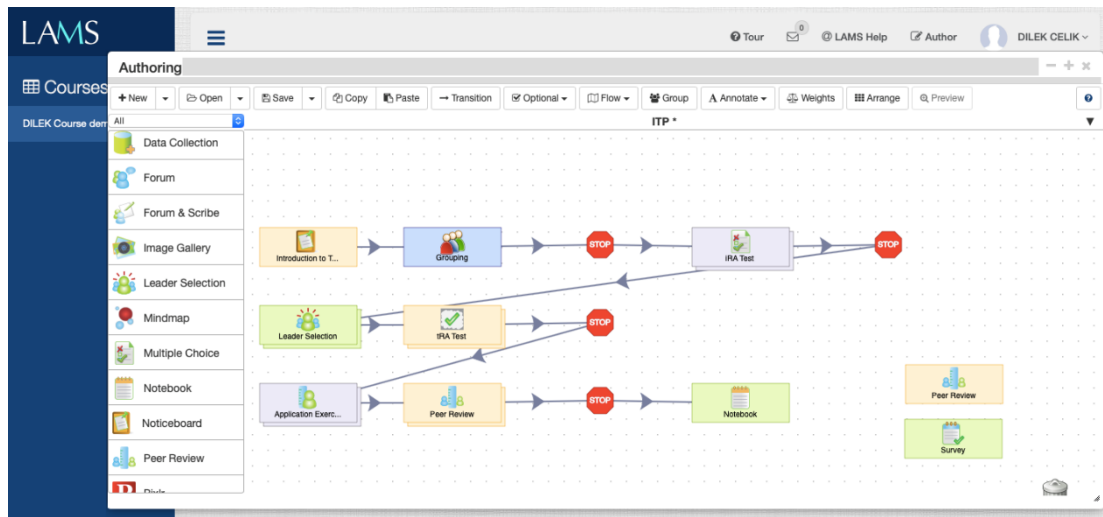 LAMS
Tour
0
@ LAMS Help
Author
DILEK CELIK
Courses
DILEK Course dem
Authoring
+ New
Open
Save
Copy
Paste
Transition
Optional
Flow
Group
A Annotate
Weights
Arrange
Preview
All
ITP *
Data Collection
Forum
Forum & Scribe
Image Gallery
Leader Selection
Mindmap
Multiple Choice
Notebook
Noticeboard
Peer Review
Introduction to T...
Grouping
STOP
iRA Test
STOP
Leader Selection
tRA Test
STOP
Application Exerc...
Peer Review
STOP
Notebook
Peer Review
Survey